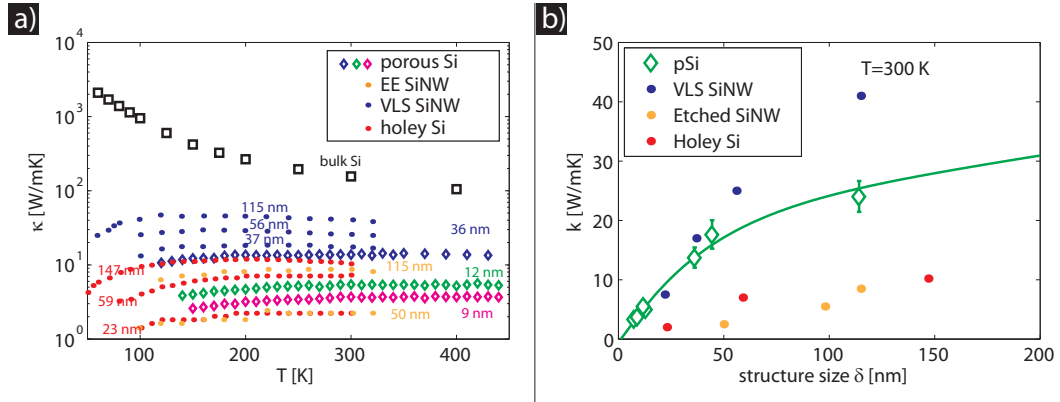 a)
κ [W/mK]
10^4
10^3
10^2
10^1
10^0
porous Si
EE SiNW
VLS SiNW
holey Si
bulk Si
115 nm
56 nm
37 nm
36 nm
147 nm
115 nm
12 nm
59 nm
50 nm
9 nm
23 nm
100 200 300 400
T [K]
b)
k [W/mK]
50
40
30
20
10
0
pSi
VLS SiNW
Etched SiNW
Holey Si
T=300 K
0 50 100 150 200
structure size δ [nm]